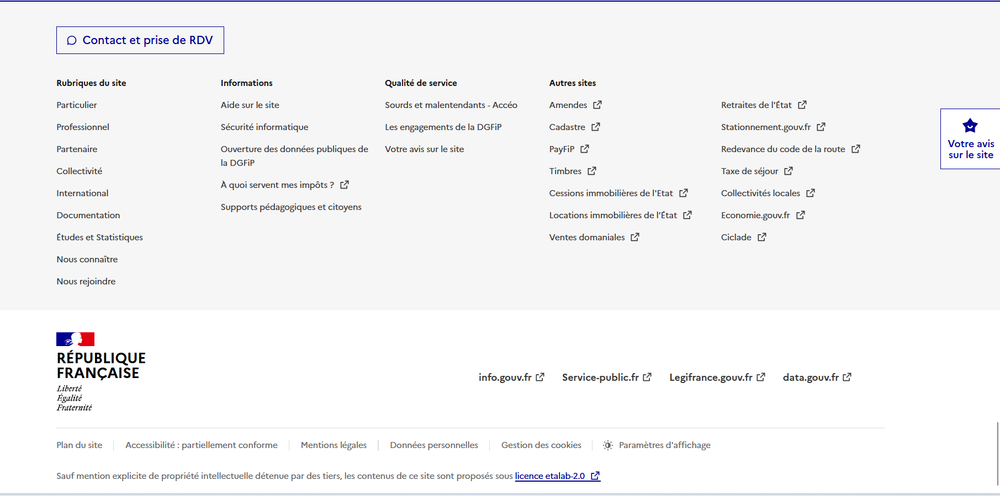 Contact et prise de RDV
Rubriques du site
Particulier
Professionnel
Partenaire
Collectivité
International
Documentation
Études et Statistiques
Nous connaître
Nous rejoindre
Informations
Aide sur le site
Sécurité informatique
Ouverture des données publiques de
la DGFiP
À quoi servent mes impôts ?
Supports pédagogiques et citoyens
Qualité de service
Sourds et malentendants - Accéo
Les engagements de la DGFiP
Votre avis sur le site
Autres sites
Amendes
Cadastre
PayFiP
Timbres
Cessions immobilières de l'Etat
Locations immobilières de l’État
Ventes domaniales
Retraites de l'État
Stationnement.gouv.fr
Redevance du code de la route
Taxe de séjour
Collectivités locales
Economie.gouv.fr
Ciclade
Votre avis
sur le site
RÉPUBLIQUE
FRANÇAISE
Liberté
Égalité
Fraternité
info.gouv.fr
Service-public.fr
Legifrance.gouv.fr
data.gouv.fr
Plan du site
Accessibilité : partiellement conforme
Mentions légales
Données personnelles
Gestion des cookies
Paramètres d'affichage
Sauf mention explicite de propriété intellectuelle détenue par des tiers, les contenus de ce site sont proposés sous licence etalab-2.0